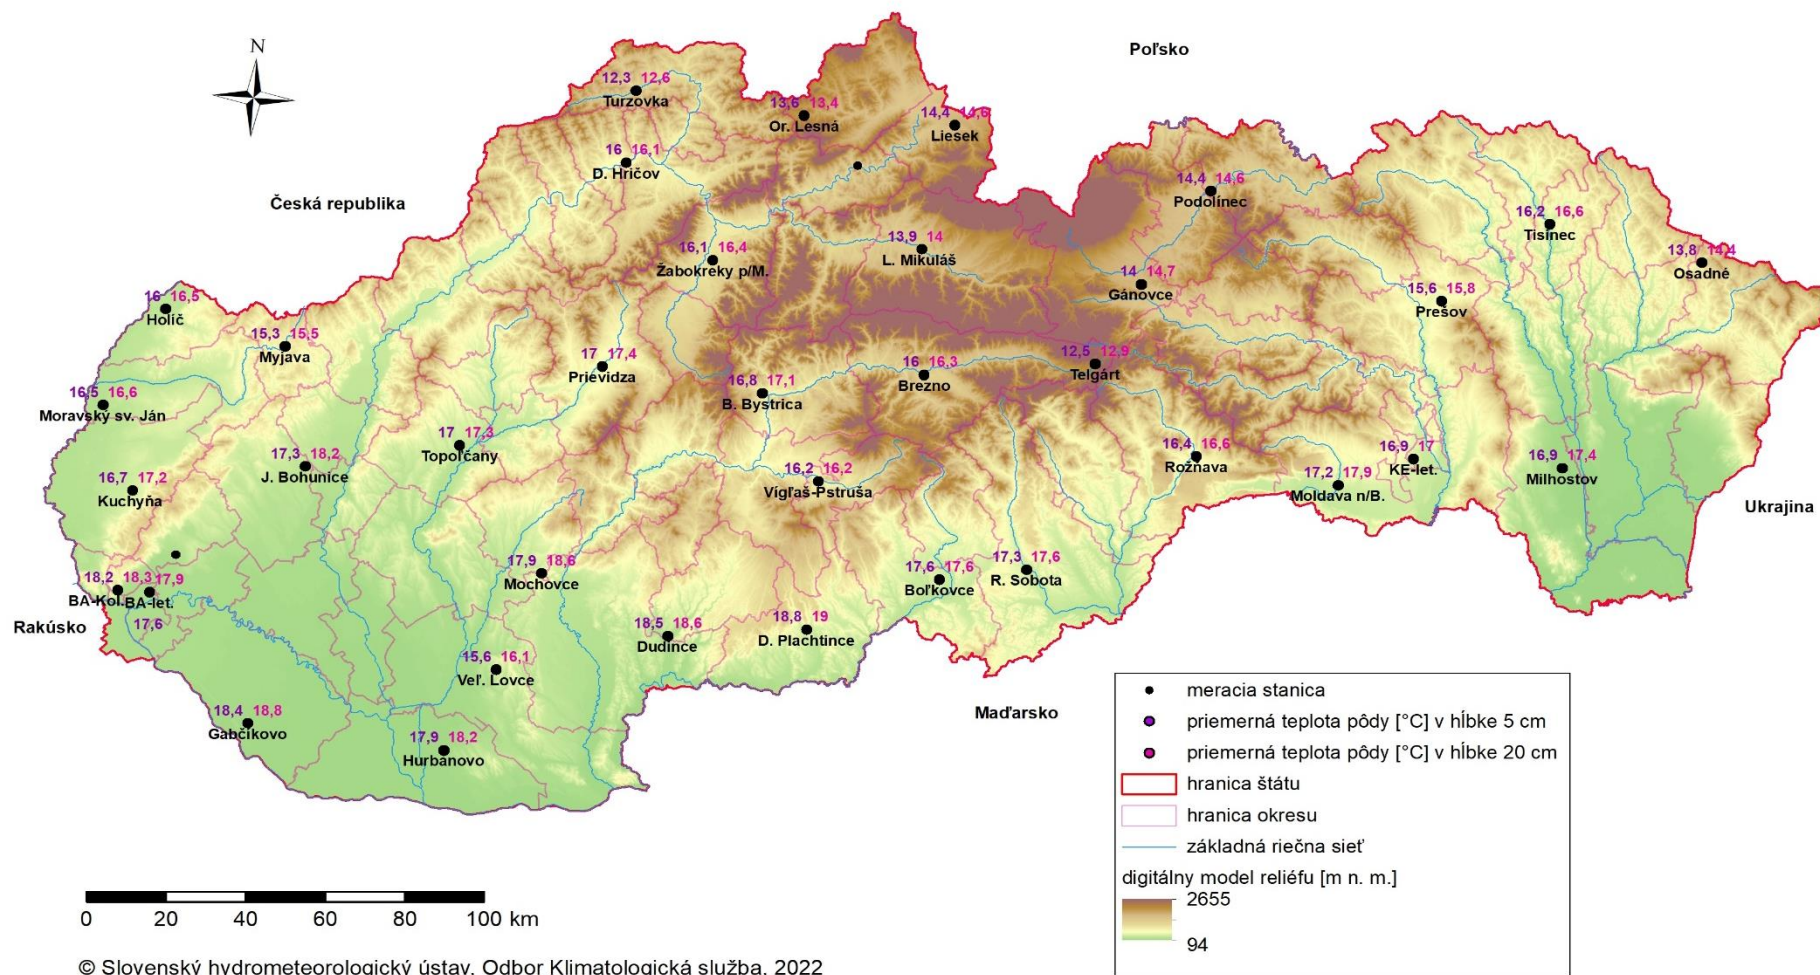 N
Poľsko
12,3 12,6
Turzovka
13,6 13,4
Or. Lesná
14,4 14,6
Liesek
16 16,1
D. Hričov
Česká republika
14,4 14,6
Podolínec
16,2 16,6
Tisinec
13,8 14,4
Osadné
16,1 16,4
Žabokreky p/M.
13,9 14
L. Mikuláš
14 14,7
Gánovce
15,6 15,8
Prešov
16 16,5
Holíč
15,3 15,5
Myjava
17 17,4
Prievidza
16,8 17,1
B. Bystrica
16 16,3
Brezno
12,5 12,9
Telgárt
16,5 16,6
Moravský sv. Ján
17,3 18,2
J. Bohunice
17 17,3
Topoľčany
16,2 16,2
Vígľaš-Pstruša
16,4 16,6
Rožňava
16,9 17
KE-let.
17,2 17,9
Moldava n/B.
16,9 17,4
Milhostov
16,7 17,2
Kuchyňa
Ukrajina
18,2 18,3
BA-Kol.
17,9
BA-let.
17,6
Rakúsko
17,9 18,6
Mochovce
17,6 17,6
Boľkovce
17,3 17,6
R. Sobota
18,5 18,6
Dudince
18,8 19
D. Plachtince
15,6 16,1
Veľ. Lovce
18,4 18,8
Gabčíkovo
17,9 18,2
Hurbanovo
Maďarsko
meracia stanica
priemerná teplota pôdy [°C] v hĺbke 5 cm
priemerná teplota pôdy [°C] v hĺbke 20 cm
hranica štátu
hranica okresu
základná riečna sieť
digitálny model reliéfu [m n. m.]
2655
94
0 20 40 60 80 100 km
© Slovenský hydrometeorologický ústav, Odbor Klimatologická služba, 2022